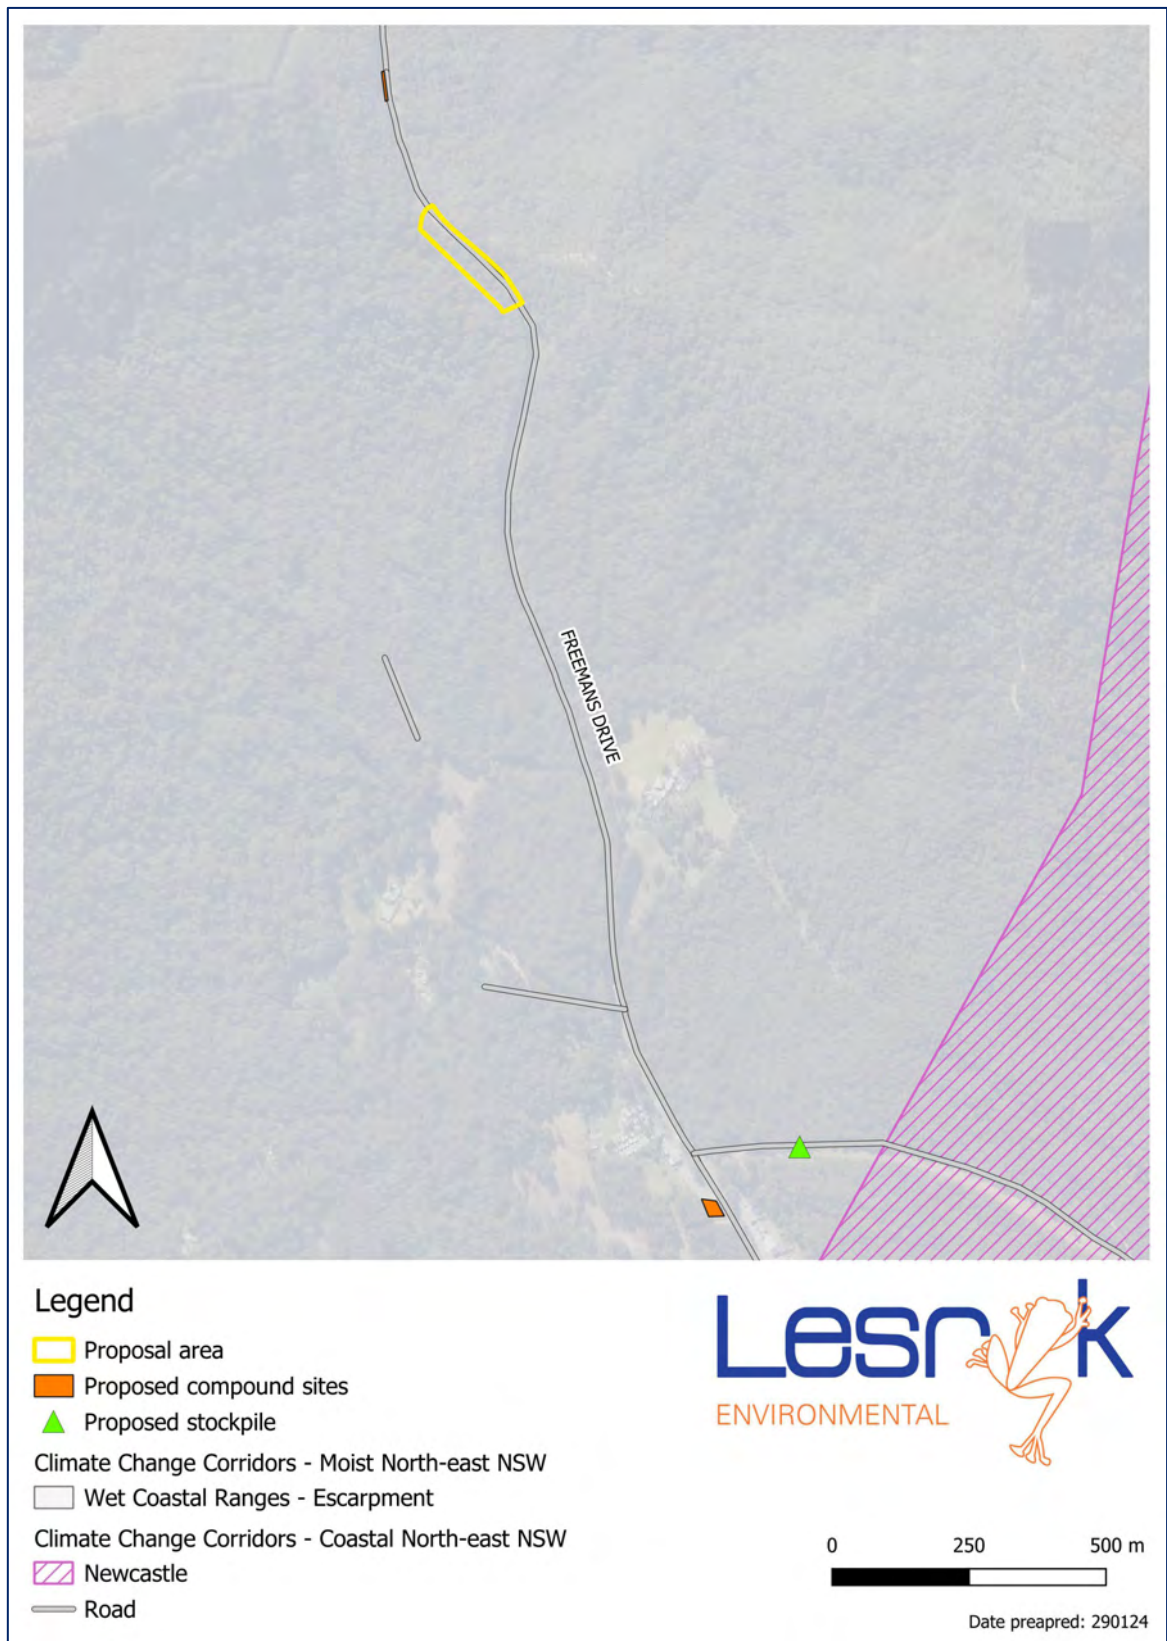 FREEMANS DRIVE
Legend
Proposal area
Proposed compound sites
Proposed stockpile
Climate Change Corridors - Moist North-east NSW
Wet Coastal Ranges - Escarpment
Climate Change Corridors - Coastal North-east NSW
Newcastle
Road
Lesryk
ENVIRONMENTAL
0 250 500 m
Date preapred: 290124